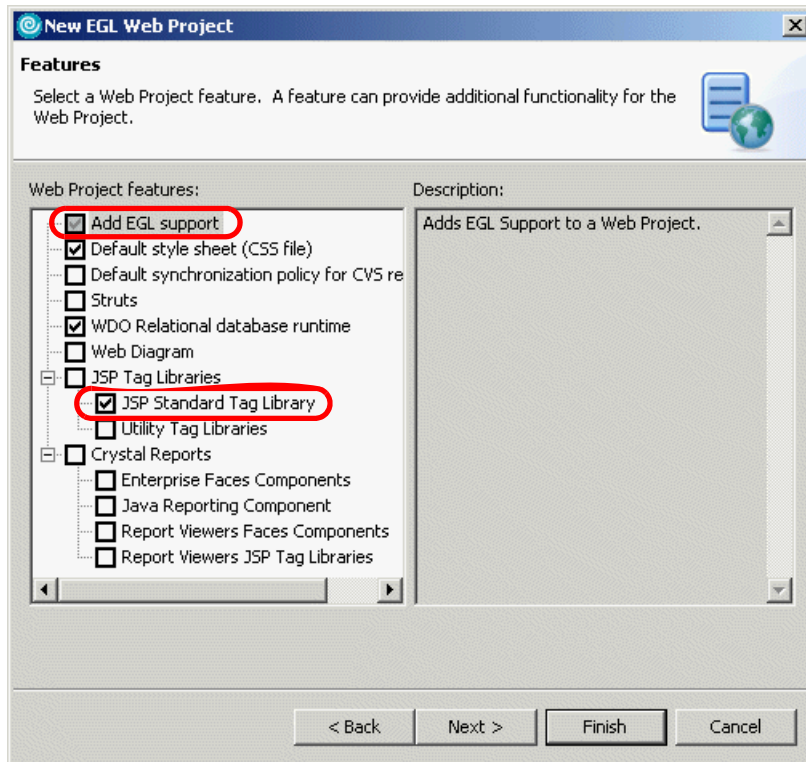 New EGL Web Project
Features
Select a Web Project feature. A feature can provide additional functionality for the
Web Project.
Web Project features:
Description:
Add EGL support
Default style sheet (CSS file)
Default synchronization policy for CVS re
Struts
WDO Relational database runtime
Web Diagram
JSP Tag Libraries
JSP Standard Tag Library
Utility Tag Libraries
Crystal Reports
Enterprise Faces Components
Java Reporting Component
Report Viewers Faces Components
Report Viewers JSP Tag Libraries
Adds EGL Support to a Web Project.
< Back
Next >
Finish
Cancel